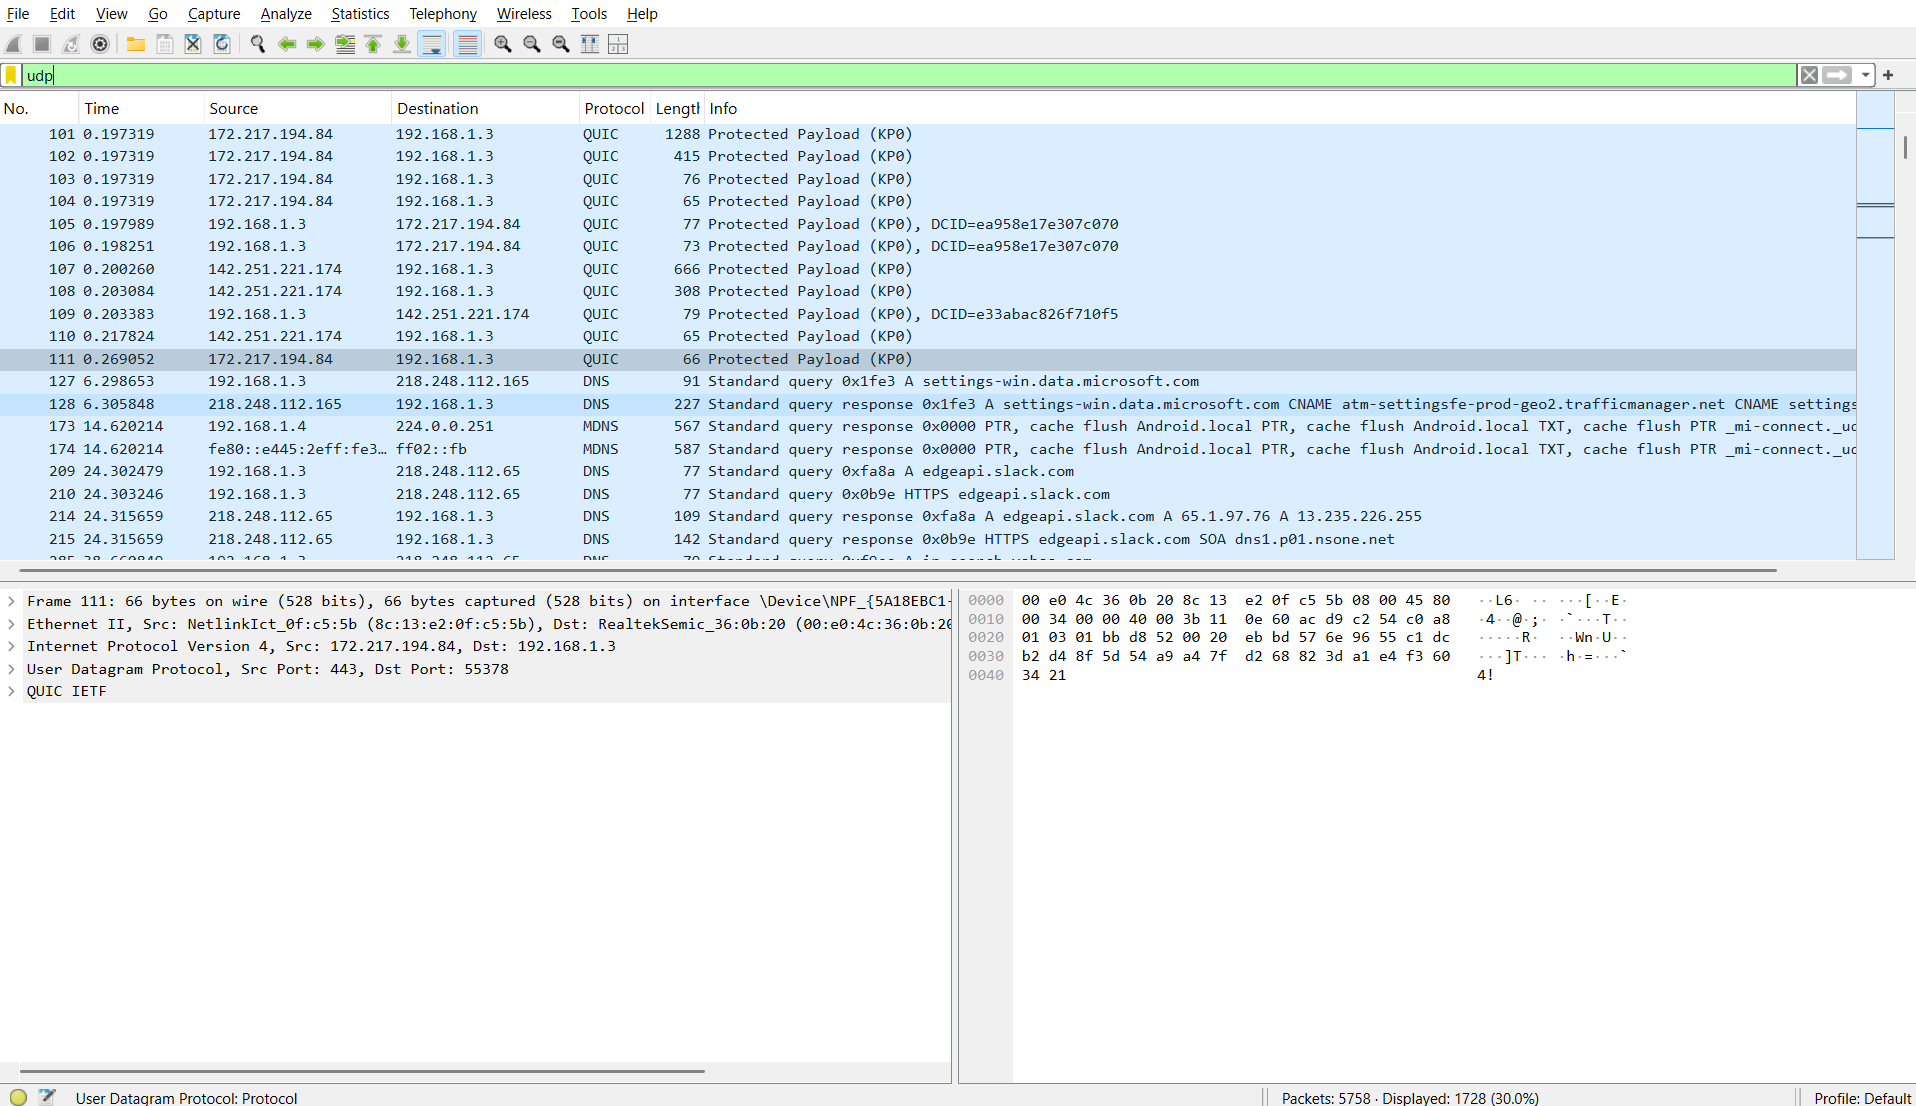 File Edit View Go Capture Analyze Statistics Telephony Wireless Tools Help
udp
No. Time Source Destination Protocol Length Info
101 0.197319 172.217.194.84 192.168.1.3 QUIC 1288 Protected Payload (KP0)
102 0.197319 172.217.194.84 192.168.1.3 QUIC 415 Protected Payload (KP0)
103 0.197319 172.217.194.84 192.168.1.3 QUIC 76 Protected Payload (KP0)
104 0.197319 172.217.194.84 192.168.1.3 QUIC 65 Protected Payload (KP0)
105 0.197989 192.168.1.3 172.217.194.84 QUIC 77 Protected Payload (KP0), DCID=ea958e17e307c070
106 0.198251 192.168.1.3 172.217.194.84 QUIC 73 Protected Payload (KP0), DCID=ea958e17e307c070
107 0.200260 142.251.221.174 192.168.1.3 QUIC 666 Protected Payload (KP0)
108 0.203084 142.251.221.174 192.168.1.3 QUIC 308 Protected Payload (KP0)
109 0.203383 192.168.1.3 142.251.221.174 QUIC 79 Protected Payload (KP0), DCID=e33abac826f710f5
110 0.217824 142.251.221.174 192.168.1.3 QUIC 65 Protected Payload (KP0)
111 0.269052 172.217.194.84 192.168.1.3 QUIC 66 Protected Payload (KP0)
127 6.298653 192.168.1.3 218.248.112.165 DNS 91 Standard query 0x1fe3 A settings-win.data.microsoft.com
128 6.305848 218.248.112.165 192.168.1.3 DNS 227 Standard query response 0x1fe3 A settings-win.data.microsoft.com CNAME atm-settingsfe-prod-geo2.trafficmanager.net CNAME settings
173 14.620214 192.168.1.4 224.0.0.251 MDNS 567 Standard query response 0x0000 PTR, cache flush Android.local PTR, cache flush Android.local TXT, cache flush PTR _mi-connect._ud
174 14.620214 fe80::e445:2eff:fe3… ff02::fb MDNS 587 Standard query response 0x0000 PTR, cache flush Android.local PTR, cache flush Android.local TXT, cache flush PTR _mi-connect._ud
209 24.302479 192.168.1.3 218.248.112.65 DNS 77 Standard query 0xfa8a A edgeapi.slack.com
210 24.303246 192.168.1.3 218.248.112.65 DNS 77 Standard query 0x0b9e HTTPS edgeapi.slack.com
214 24.315659 218.248.112.65 192.168.1.3 DNS 109 Standard query response 0xfa8a A edgeapi.slack.com A 65.1.97.76 A 13.235.226.255
215 24.315659 218.248.112.65 192.168.1.3 DNS 142 Standard query response 0x0b9e HTTPS edgeapi.slack.com SOA dns1.p01.nsone.net
Frame 111: 66 bytes on wire (528 bits), 66 bytes captured (528 bits) on interface \Device\NPF_{5A18EBC1-
Ethernet II, Src: NetlinkIct_0f:c5:5b (8c:13:e2:0f:c5:5b), Dst: RealtekSemic_36:0b:20 (00:e0:4c:36:0b:20
Internet Protocol Version 4, Src: 172.217.194.84, Dst: 192.168.1.3
User Datagram Protocol, Src Port: 443, Dst Port: 55378
QUIC IETF
0000 00 e0 4c 36 0b 20 8c 13 e2 0f c5 5b 08 00 45 80 ··L6· ·· ···[··E·
0010 00 34 00 00 40 00 3b 11 0e 60 ac d9 c2 54 c0 a8 ·4··@·;· ·`···T··
0020 01 03 01 bb d8 52 00 20 eb bd 57 6e 96 55 c1 dc ·····R· ··Wn·U··
0030 b2 d4 8f 5d 54 a9 a4 7f d2 68 82 3d a1 e4 f3 60 ···]T··· ·h·=···`
0040 34 21 4!
User Datagram Protocol: Protocol Packets: 5758 · Displayed: 1728 (30.0%) Profile: Default